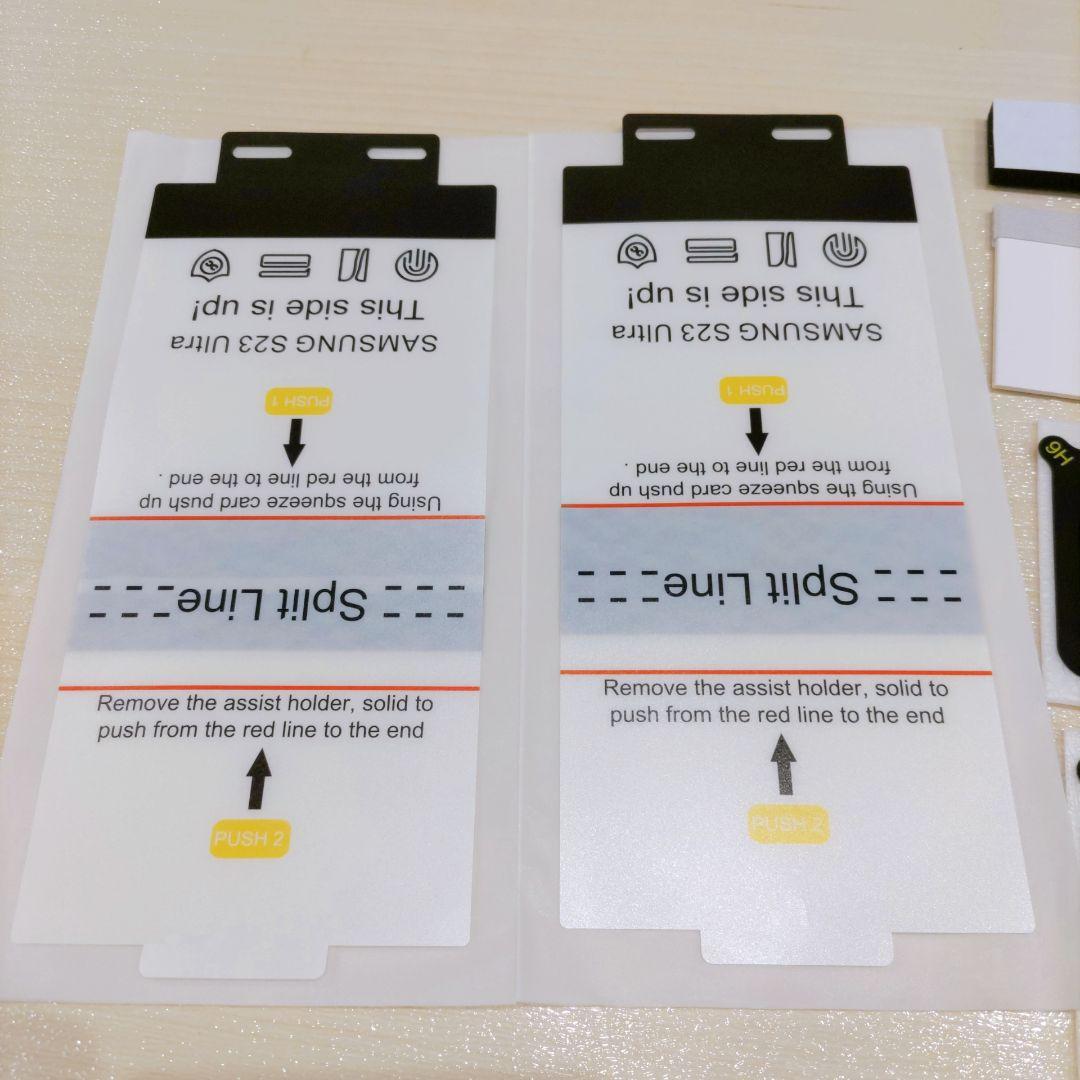 This side is up!
SAMSUNG S23 Ultra
PUSH 1
Using the squeeze card push up
from the red line to the end .
Split Line
Remove the assist holder, solid to
push from the red line to the end
PUSH 2
This side is up!
SAMSUNG S23 Ultra
PUSH 1
Using the squeeze card push up
from the red line to the end .
Split Line
Remove the assist holder, solid to
push from the red line to the end
PUSH 2
H6